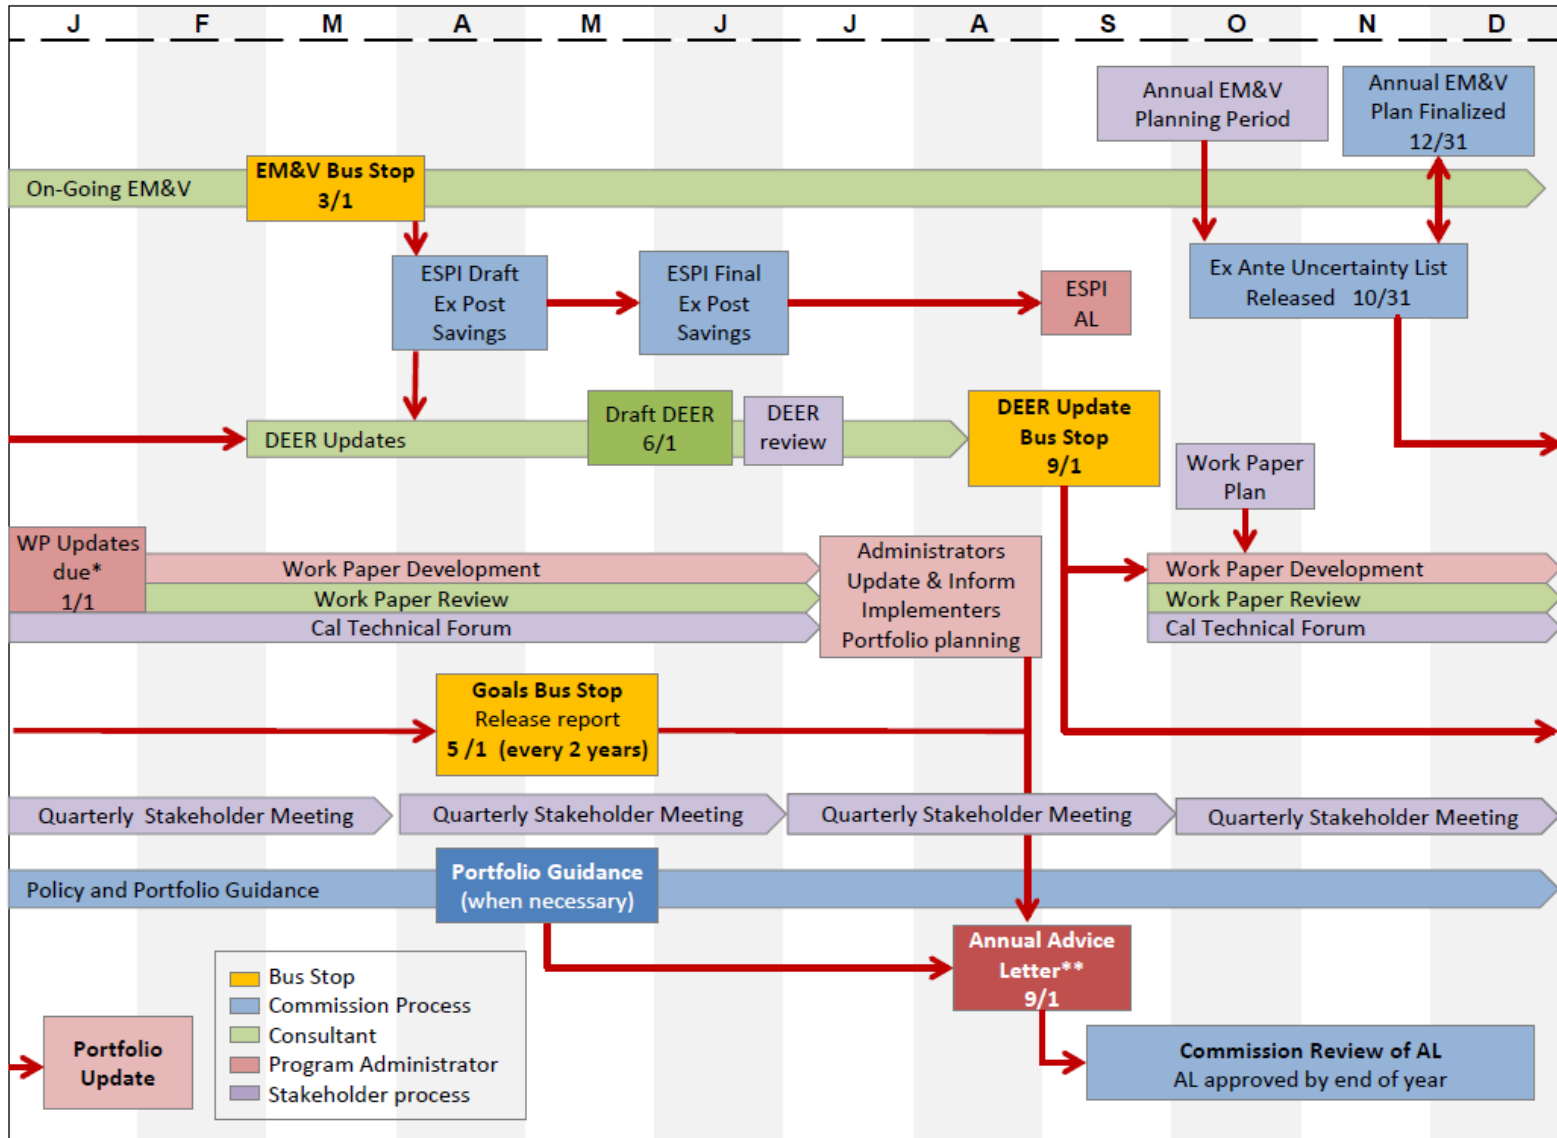 J F M A M J J A S O N D
Annual EM&V
Planning Period
Annual EM&V
Plan Finalized
12/31
On-Going EM&V
EM&V Bus Stop
3/1
ESPI Draft
Ex Post
Savings
ESPI Final
Ex Post
Savings
ESPI
AL
Ex Ante Uncertainty List
Released 10/31
DEER Updates
Draft DEER
6/1
DEER
review
DEER Update
Bus Stop
9/1
Work Paper
Plan
WP Updates
due*
1/1
Work Paper Development
Work Paper Review
Cal Technical Forum
Administrators
Update & Inform
Implementers
Portfolio planning
Work Paper Development
Work Paper Review
Cal Technical Forum
Goals Bus Stop
Release report
5 /1 (every 2 years)
Quarterly Stakeholder Meeting
Quarterly Stakeholder Meeting
Quarterly Stakeholder Meeting
Quarterly Stakeholder Meeting
Policy and Portfolio Guidance
Portfolio Guidance
(when necessary)
Annual Advice
Letter**
9/1
Bus Stop
Commission Process
Consultant
Program Administrator
Stakeholder process
Portfolio
Update
Commission Review of AL
AL approved by end of year